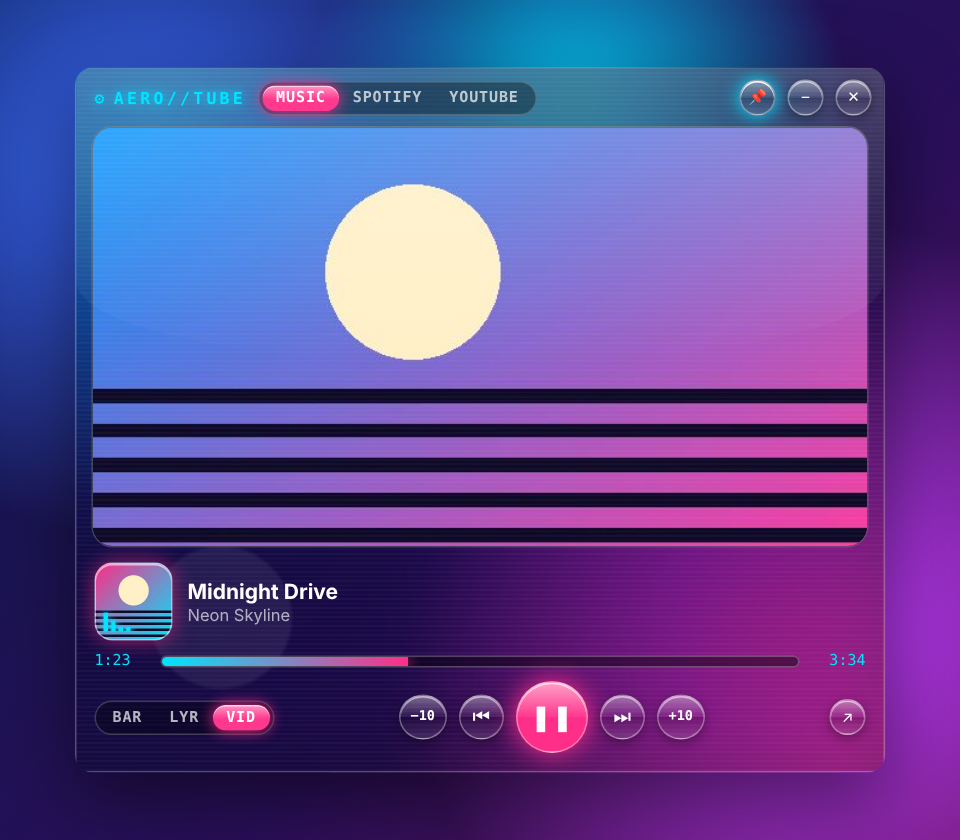 AERO//TUBE MUSIC SPOTIFY YOUTUBE
Midnight Drive
Neon Skyline
1:23 3:34
BAR LYR VID −10 +10